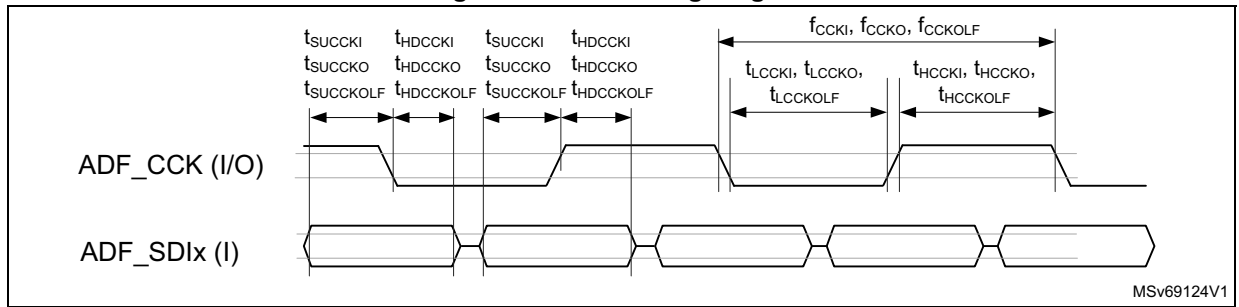 fCCKI, fCCKO, fCCKOLF
tSUCCKI tHDCCKI tSUCCKI tHDCCKI
tSUCCKO tHDCCKO tSUCCKO tHDCCKO
tSUCCKOLF tHDCCKOLF tSUCCKOLF tHDCCKOLF
tLCCKI, tLCCKO, tHCCKI, tHCCKO,
tLCCKOLF tHCCKOLF
ADF_CCK (I/O)
ADF_SDIx (I)
MSv69124V1